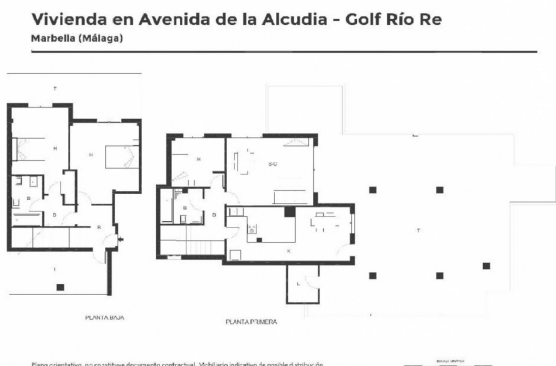 Vivienda en Avenida de la Alcudia - Golf Río Re
Marbella (Málaga)
T
H
H
B
D
R
H
S-C
B
D
K
T
L
PLANTA BAJA
PLANTA PRIMERA
Plano orientativo, no constituye documento contractual. Mobiliario indicativo de posible distribución.